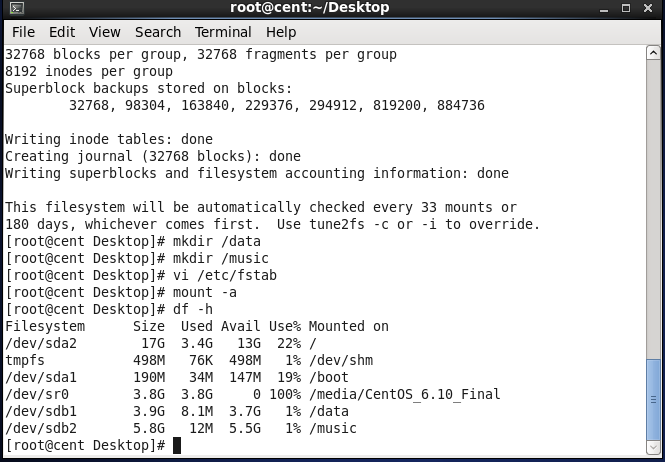 root@cent:~/Desktop
File Edit View Search Terminal Help
32768 blocks per group, 32768 fragments per group
8192 inodes per group
Superblock backups stored on blocks:
        32768, 98304, 163840, 229376, 294912, 819200, 884736

Writing inode tables: done
Creating journal (32768 blocks): done
Writing superblocks and filesystem accounting information: done

This filesystem will be automatically checked every 33 mounts or
180 days, whichever comes first.  Use tune2fs -c or -i to override.
[root@cent Desktop]# mkdir /data
[root@cent Desktop]# mkdir /music
[root@cent Desktop]# vi /etc/fstab
[root@cent Desktop]# mount -a
[root@cent Desktop]# df -h
Filesystem      Size  Used Avail Use% Mounted on
/dev/sda2        17G  3.4G   13G  22% /
tmpfs           498M   76K  498M   1% /dev/shm
/dev/sda1       190M   34M  147M  19% /boot
/dev/sr0        3.8G  3.8G     0 100% /media/CentOS_6.10_Final
/dev/sdb1       3.9G  8.1M  3.7G   1% /data
/dev/sdb2       5.8G   12M  5.5G   1% /music
[root@cent Desktop]#